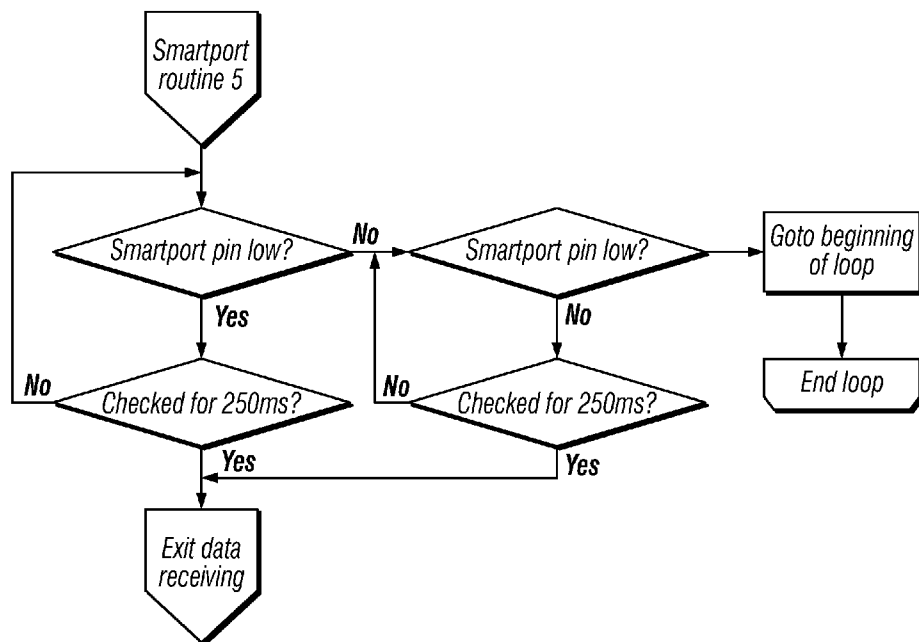 Smartport
routine 5
Smartport pin low?
No
Smartport pin low?
Goto beginning
of loop
Yes
No
No
Checked for 250ms?
No
Checked for 250ms?
End loop
Yes
Yes
Exit data
receiving